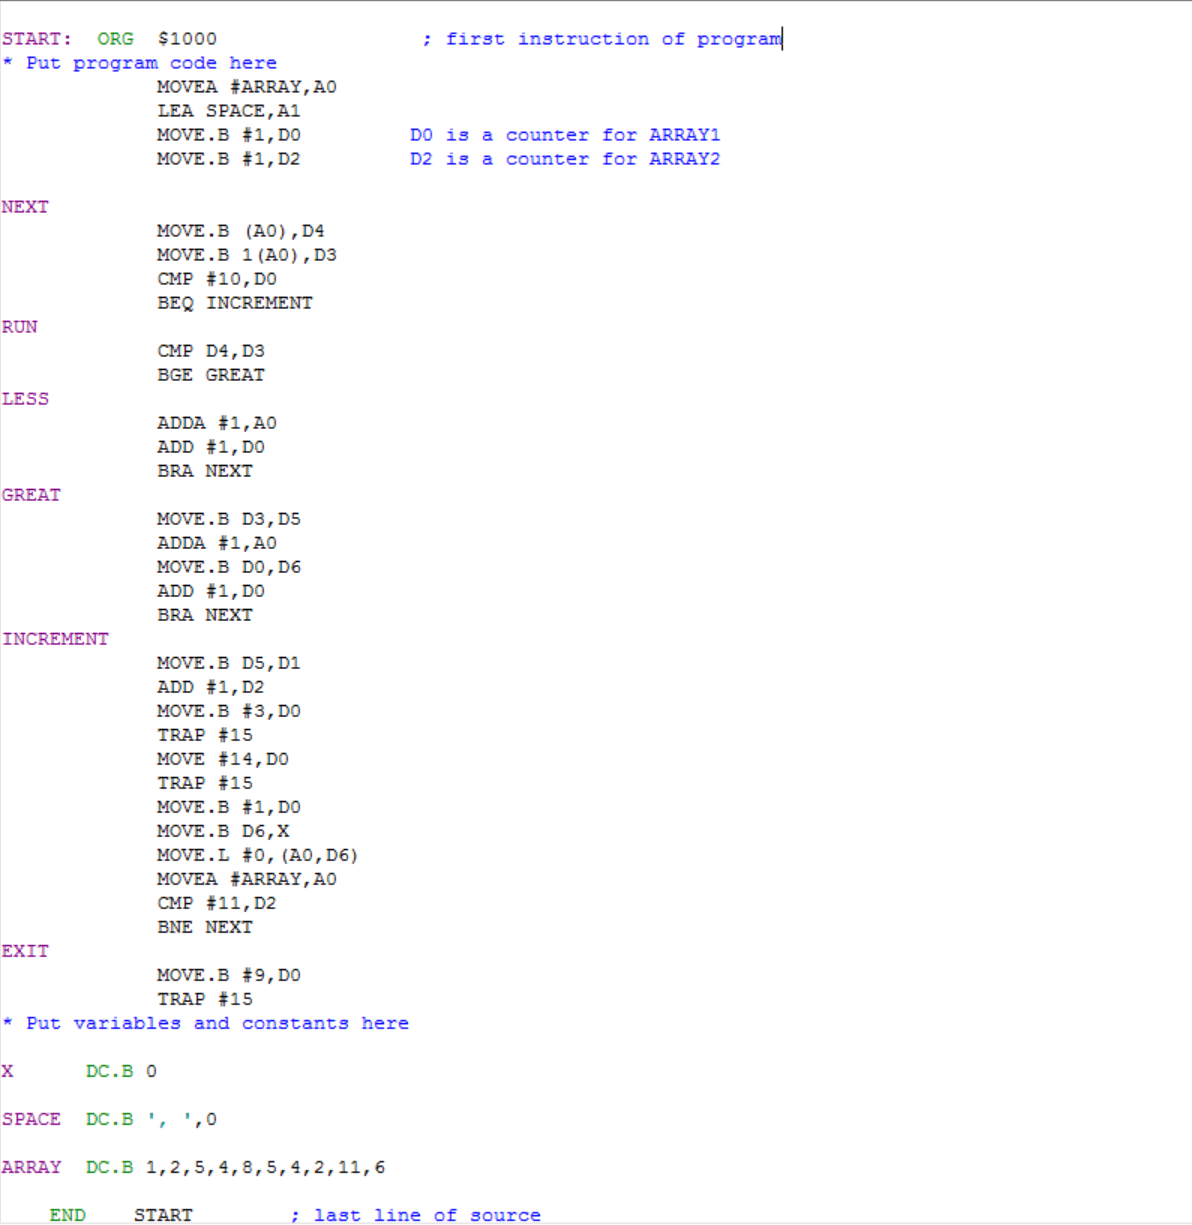 START: ORG $1000 ; first instruction of program
* Put program code here
MOVEA #ARRAY,A0
LEA SPACE,A1
MOVE.B #1,D0 D0 is a counter for ARRAY1
MOVE.B #1,D2 D2 is a counter for ARRAY2
NEXT
MOVE.B (A0),D4
MOVE.B 1(A0),D3
CMP #10,D0
BEQ INCREMENT
RUN
CMP D4,D3
BGE GREAT
LESS
ADDA #1,A0
ADD #1,D0
BRA NEXT
GREAT
MOVE.B D3,D5
ADDA #1,A0
MOVE.B D0,D6
ADD #1,D0
BRA NEXT
INCREMENT
MOVE.B D5,D1
ADD #1,D2
MOVE.B #3,D0
TRAP #15
MOVE #14,D0
TRAP #15
MOVE.B #1,D0
MOVE.B D6,X
MOVE.L #0,(A0,D6)
MOVEA #ARRAY,A0
CMP #11,D2
BNE NEXT
EXIT
MOVE.B #9,D0
TRAP #15
* Put variables and constants here
X DC.B 0
SPACE DC.B ', ',0
ARRAY DC.B 1,2,5,4,8,5,4,2,11,6
END START ; last line of source